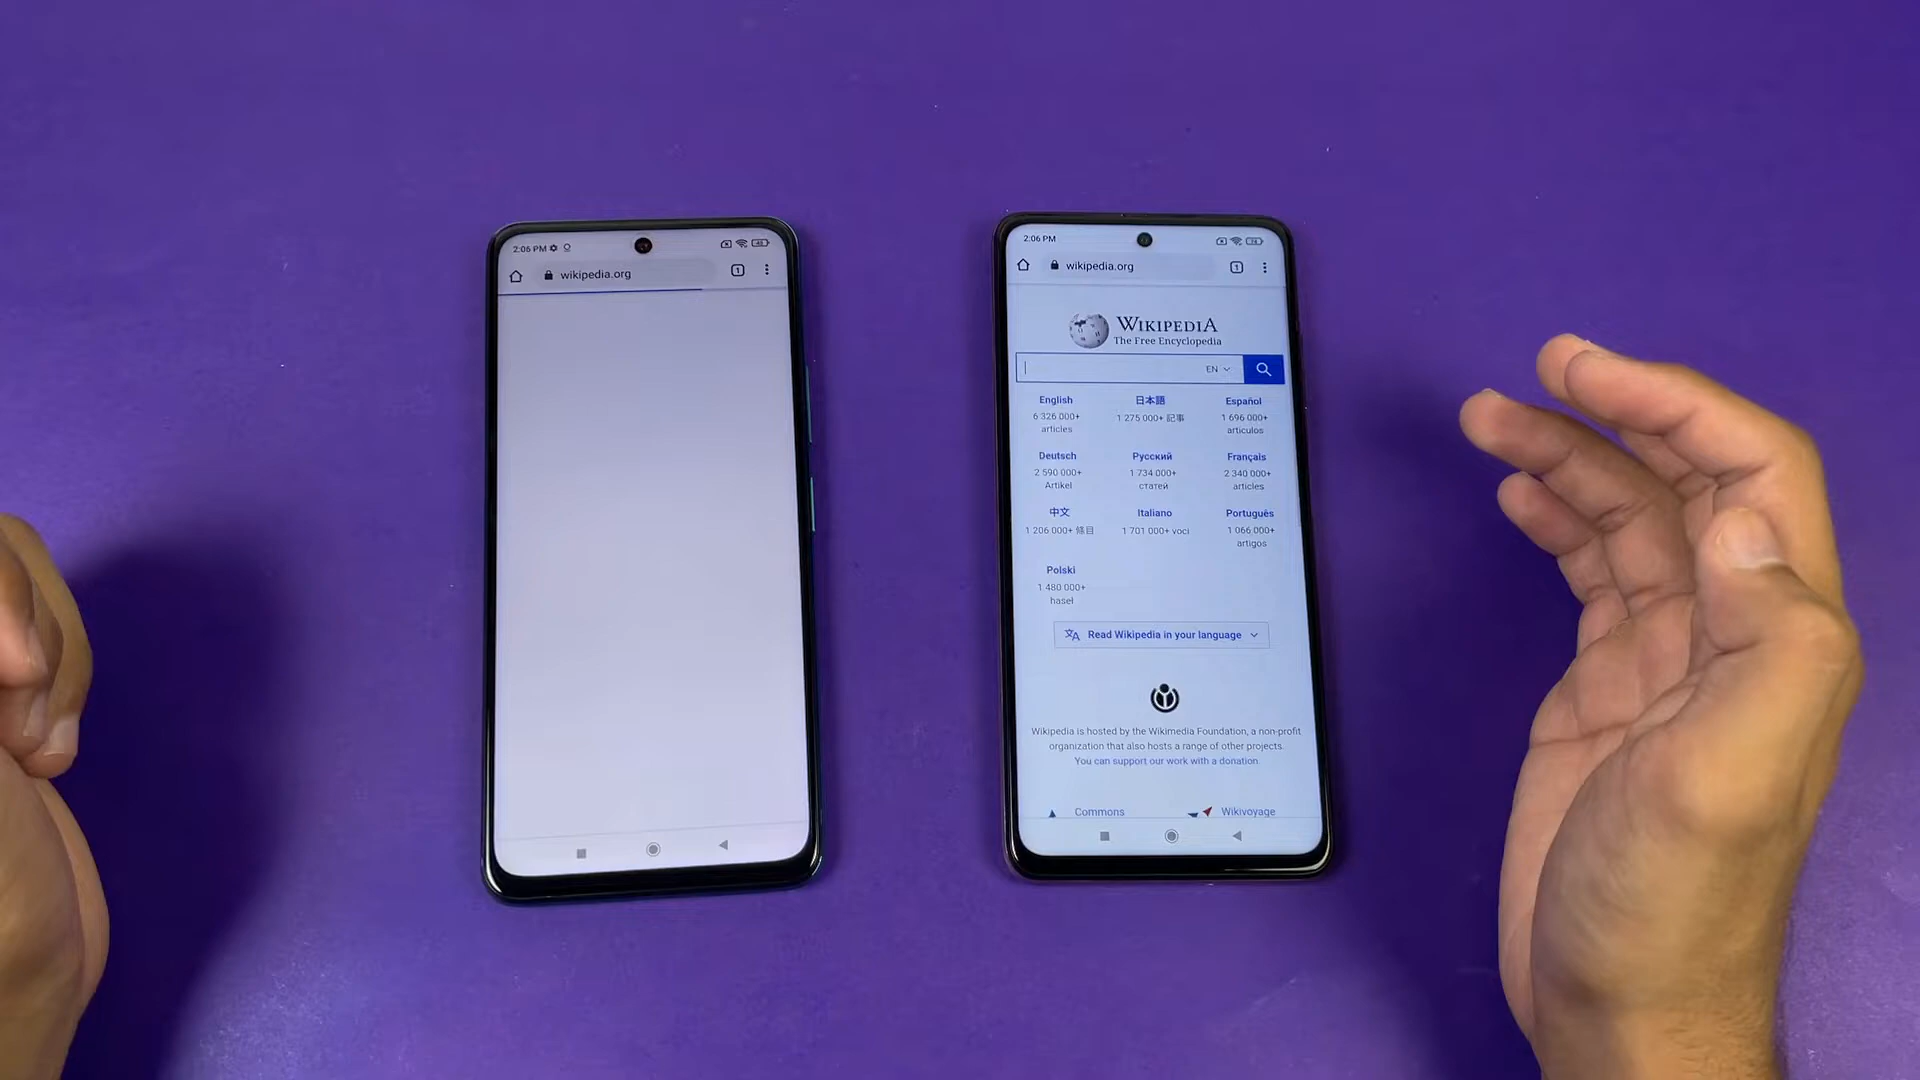 2:06 PM
wikipedia.org
1
2:06 PM
wikipedia.org
1
WIKIPEDIA
The Free Encyclopedia
EN
English
6 326 000+
articles
日本語
1 275 000+ 記事
Español
1 696 000+
artículos
Deutsch
2 590 000+
Artikel
Русский
1 734 000+
статей
Français
2 340 000+
articles
中文
1 206 000+ 條目
Italiano
1 701 000+ voci
Português
1 066 000+
artigos
Polski
1 480 000+
haseł
Read Wikipedia in your language
Wikipedia is hosted by the Wikimedia Foundation, a non-profit
organization that also hosts a range of other projects.
You can support our work with a donation.
Commons
Wikivoyage